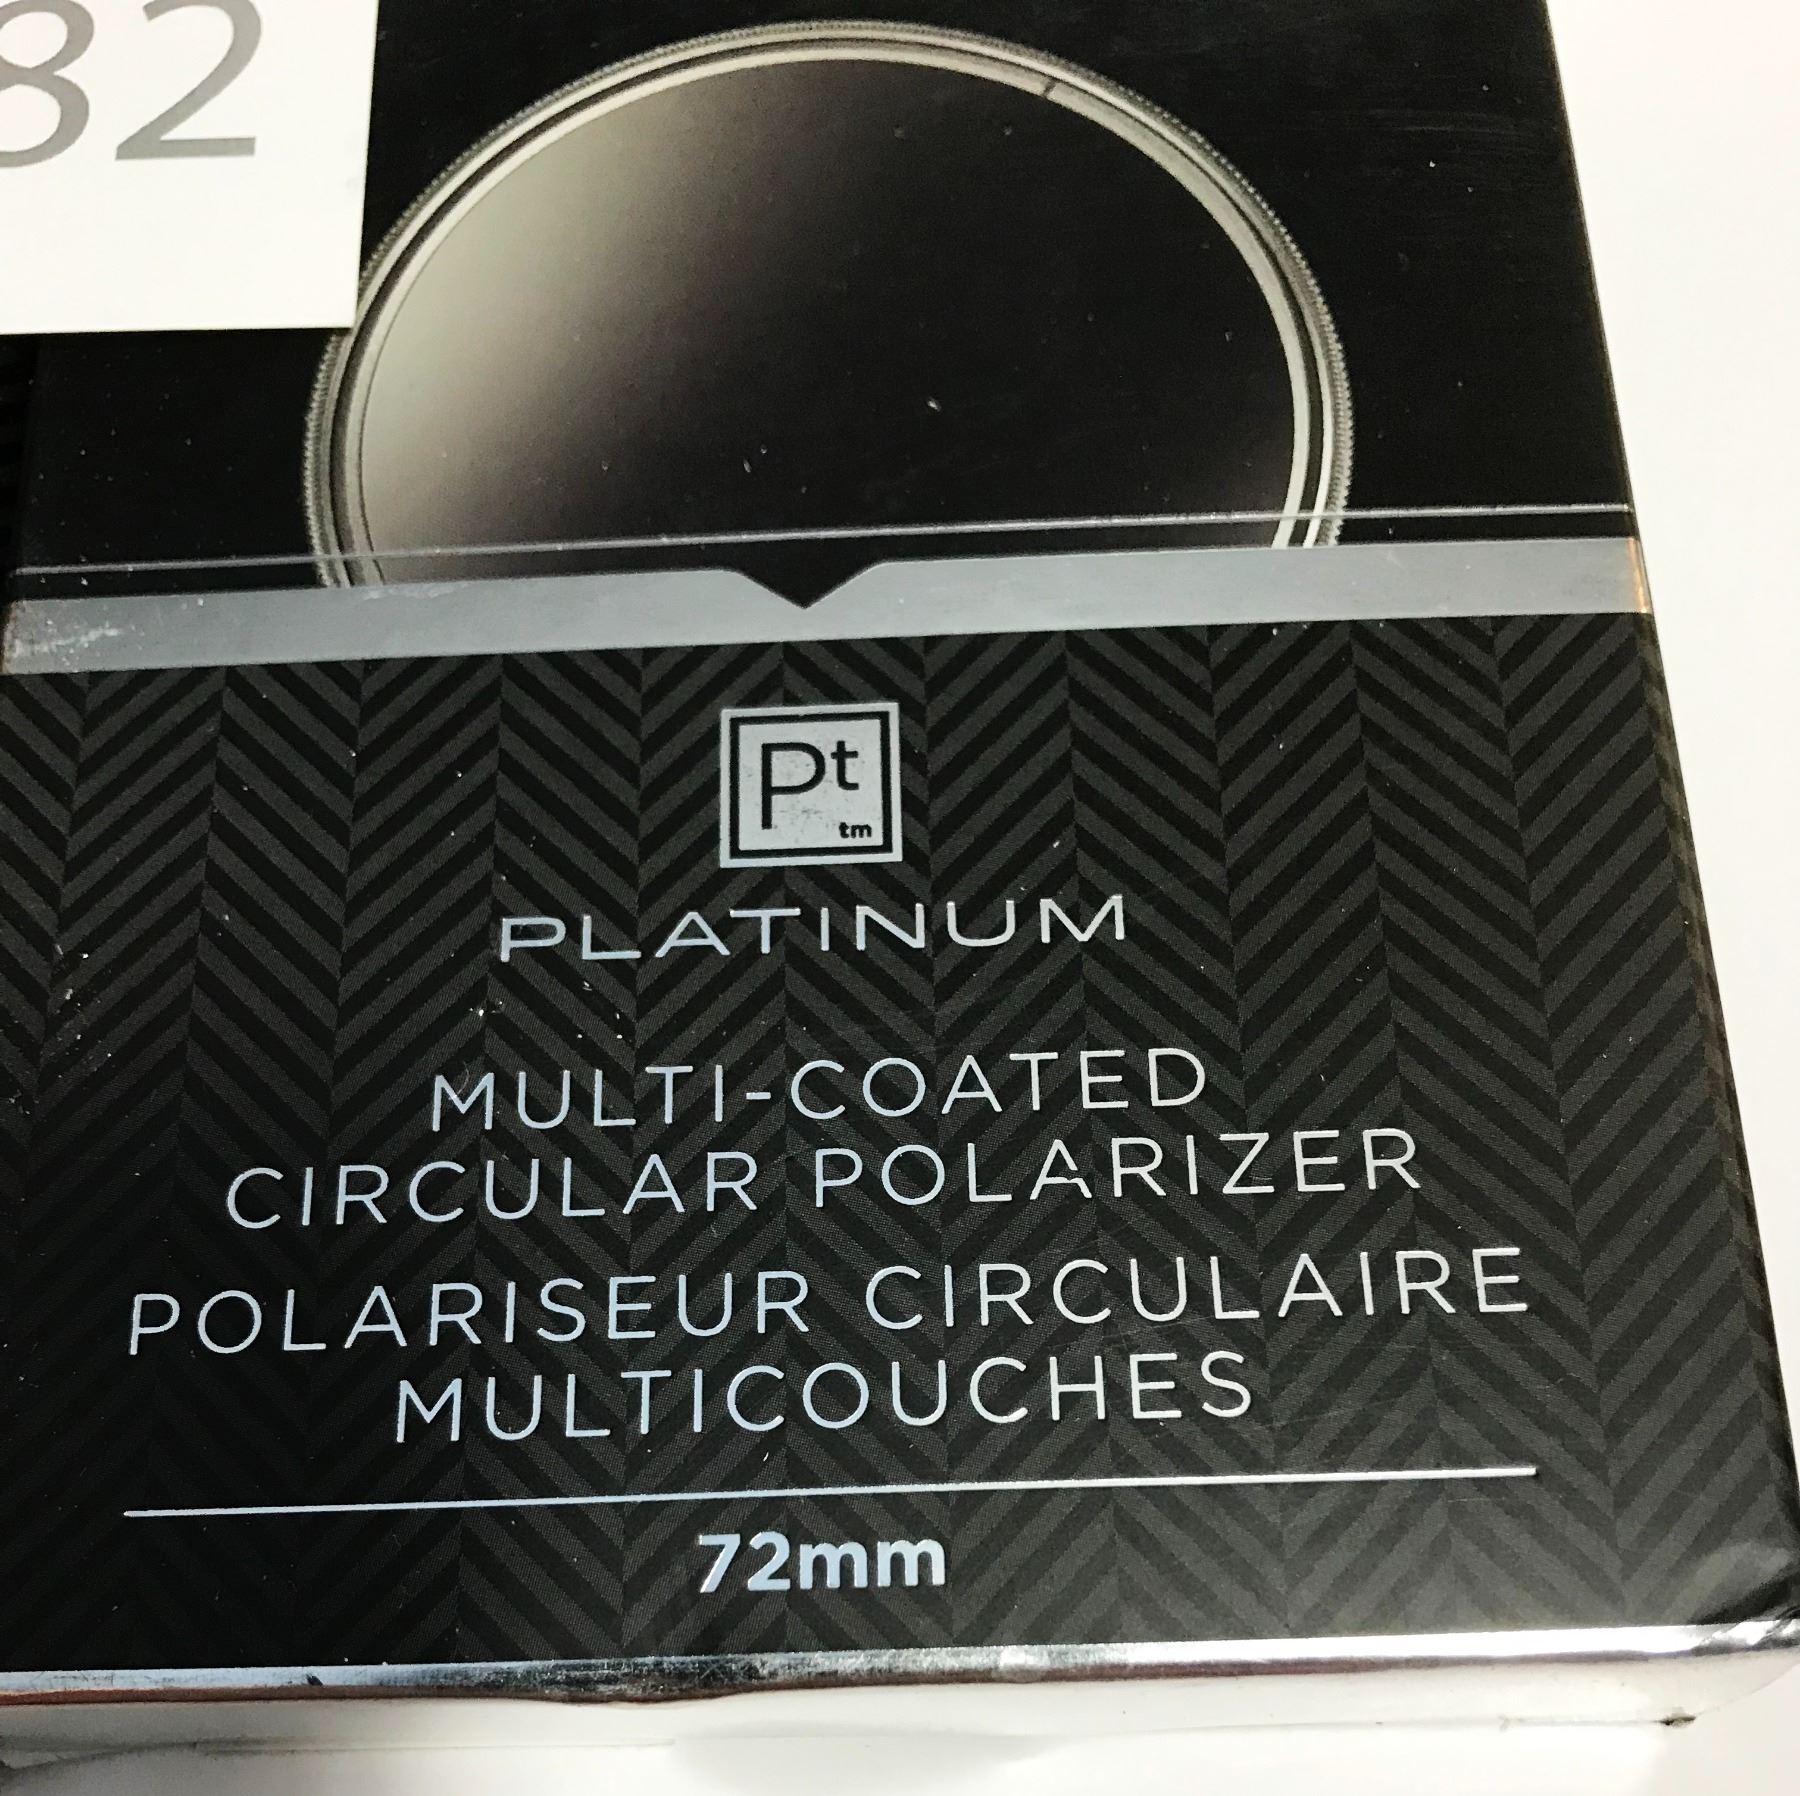 82
Pt
tm
PLATINUM
MULTI-COATED
CIRCULAR POLARIZER
POLARISEUR CIRCULAIRE
MULTICOUCHES
72mm